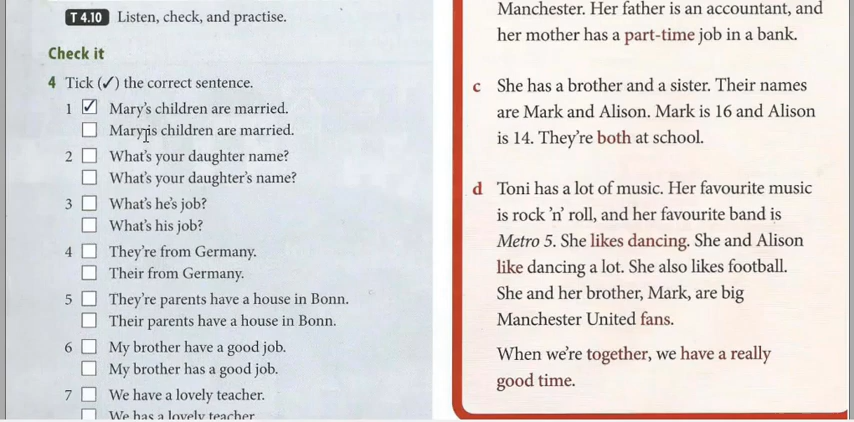 T 4.10 Listen, check, and practise.
Check it
4 Tick (✓) the correct sentence.
1 ✓ Mary's children are married.
Mary is children are married.
2 What's your daughter name?
What's your daughter's name?
3 What's he's job?
What's his job?
4 They're from Germany.
Their from Germany.
5 They're parents have a house in Bonn.
Their parents have a house in Bonn.
6 My brother have a good job.
My brother has a good job.
7 We have a lovely teacher.
We has a lovely teacher
Manchester. Her father is an accountant, and
her mother has a part-time job in a bank.
c She has a brother and a sister. Their names
are Mark and Alison. Mark is 16 and Alison
is 14. They're both at school.
d Toni has a lot of music. Her favourite music
is rock 'n' roll, and her favourite band is
Metro 5. She likes dancing. She and Alison
like dancing a lot. She also likes football.
She and her brother, Mark, are big
Manchester United fans.
When we're together, we have a really
good time.